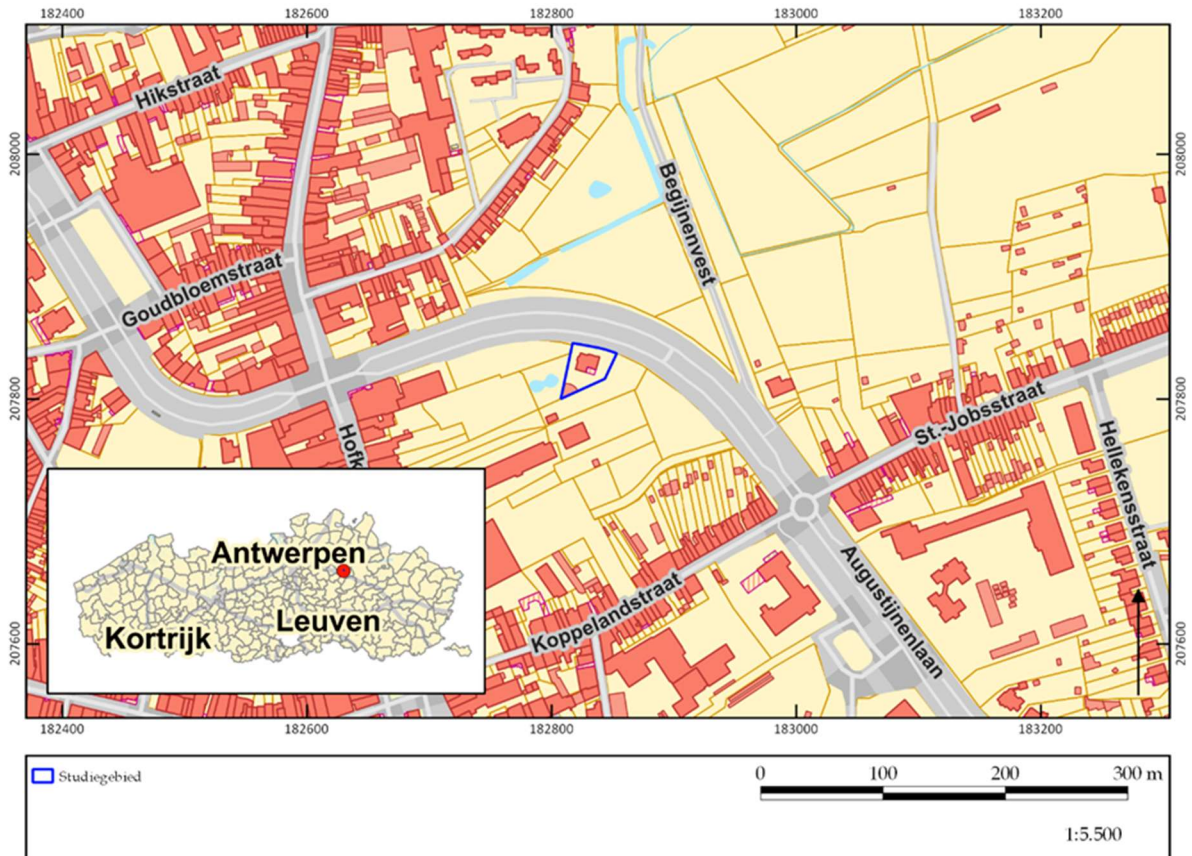 182400
182600
182800
183000
183200
Hikstraat
208000
208000
Begijnenvest
Goudbloemstraat
207800
207800
St.-Jobsstraat
Hofk
Hellekensstraat
Antwerpen
Augustijnenlaan
Leuven
Koppelandstraat
Kortrijk
207600
207600
182400
182600
182800
183000
183200
Studiegebied
0 100 200 300 m
1:5.500